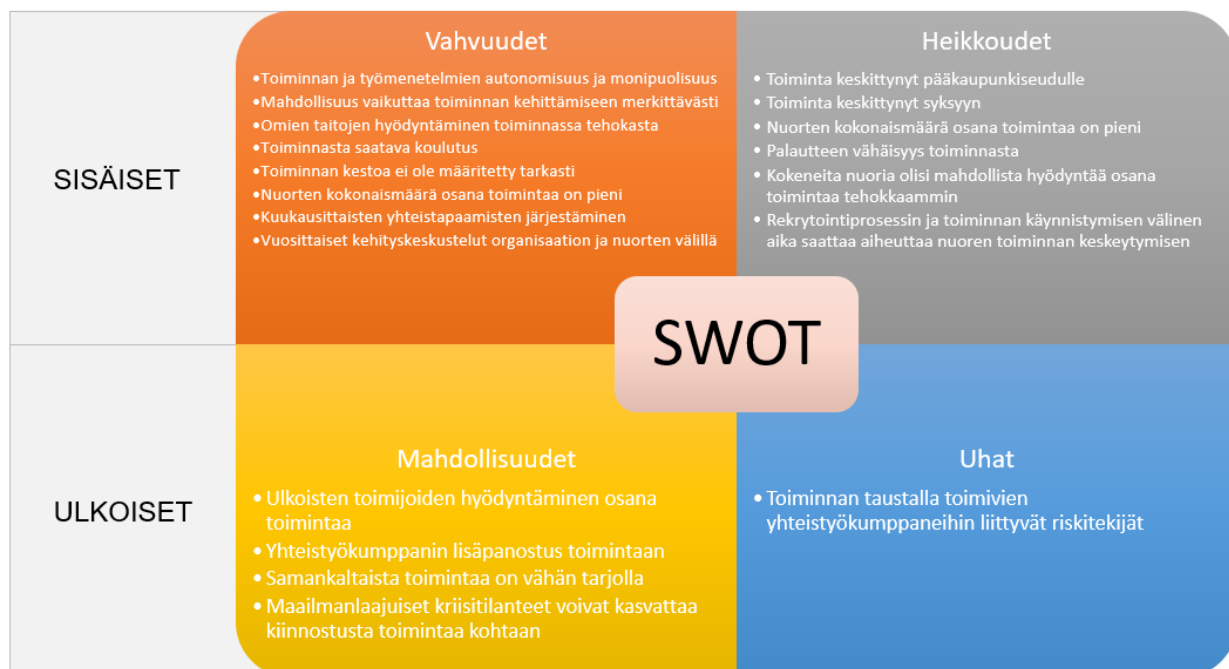 SISÄISET
Vahvuudet
•Toiminnan ja työmenetelmien autonomisuus ja monipuolisuus
•Mahdollisuus vaikuttaa toiminnan kehittämiseen merkittävästi
•Omien taitojen hyödyntäminen toiminnassa tehokasta
•Toiminnasta saatava koulutus
•Toiminnan kestoa ei ole määritetty tarkasti
•Nuorten kokonaismäärä osana toimintaa on pieni
•Kuukausittaisten yhteistapaamisten järjestäminen
•Vuosittaiset kehityskeskustelut organisaation ja nuorten välillä
Heikkoudet
• Toiminta keskittynyt pääkaupunkiseudulle
• Toiminta keskittynyt syksyyn
• Nuorten kokonaismäärä osana toimintaa on pieni
• Palautteen vähäisyys toiminnasta
• Kokeneita nuoria olisi mahdollista hyödyntää osana
toimintaa tehokkaammin
• Rekrytointiprosessin ja toiminnan käynnistymisen välinen
aika saattaa aiheuttaa nuoren toiminnan keskeytymisen
SWOT
ULKOISET
Mahdollisuudet
• Ulkoisten toimijoiden hyödyntäminen osana
toimintaa
• Yhteistyökumppanin lisäpanostus toimintaan
• Samankaltaista toimintaa on vähän tarjolla
• Maailmanlaajuiset kriisitilanteet voivat kasvattaa
kiinnostusta toimintaa kohtaan
Uhat
• Toiminnan taustalla toimivien
yhteistyökumppaneihin liittyvät riskitekijät